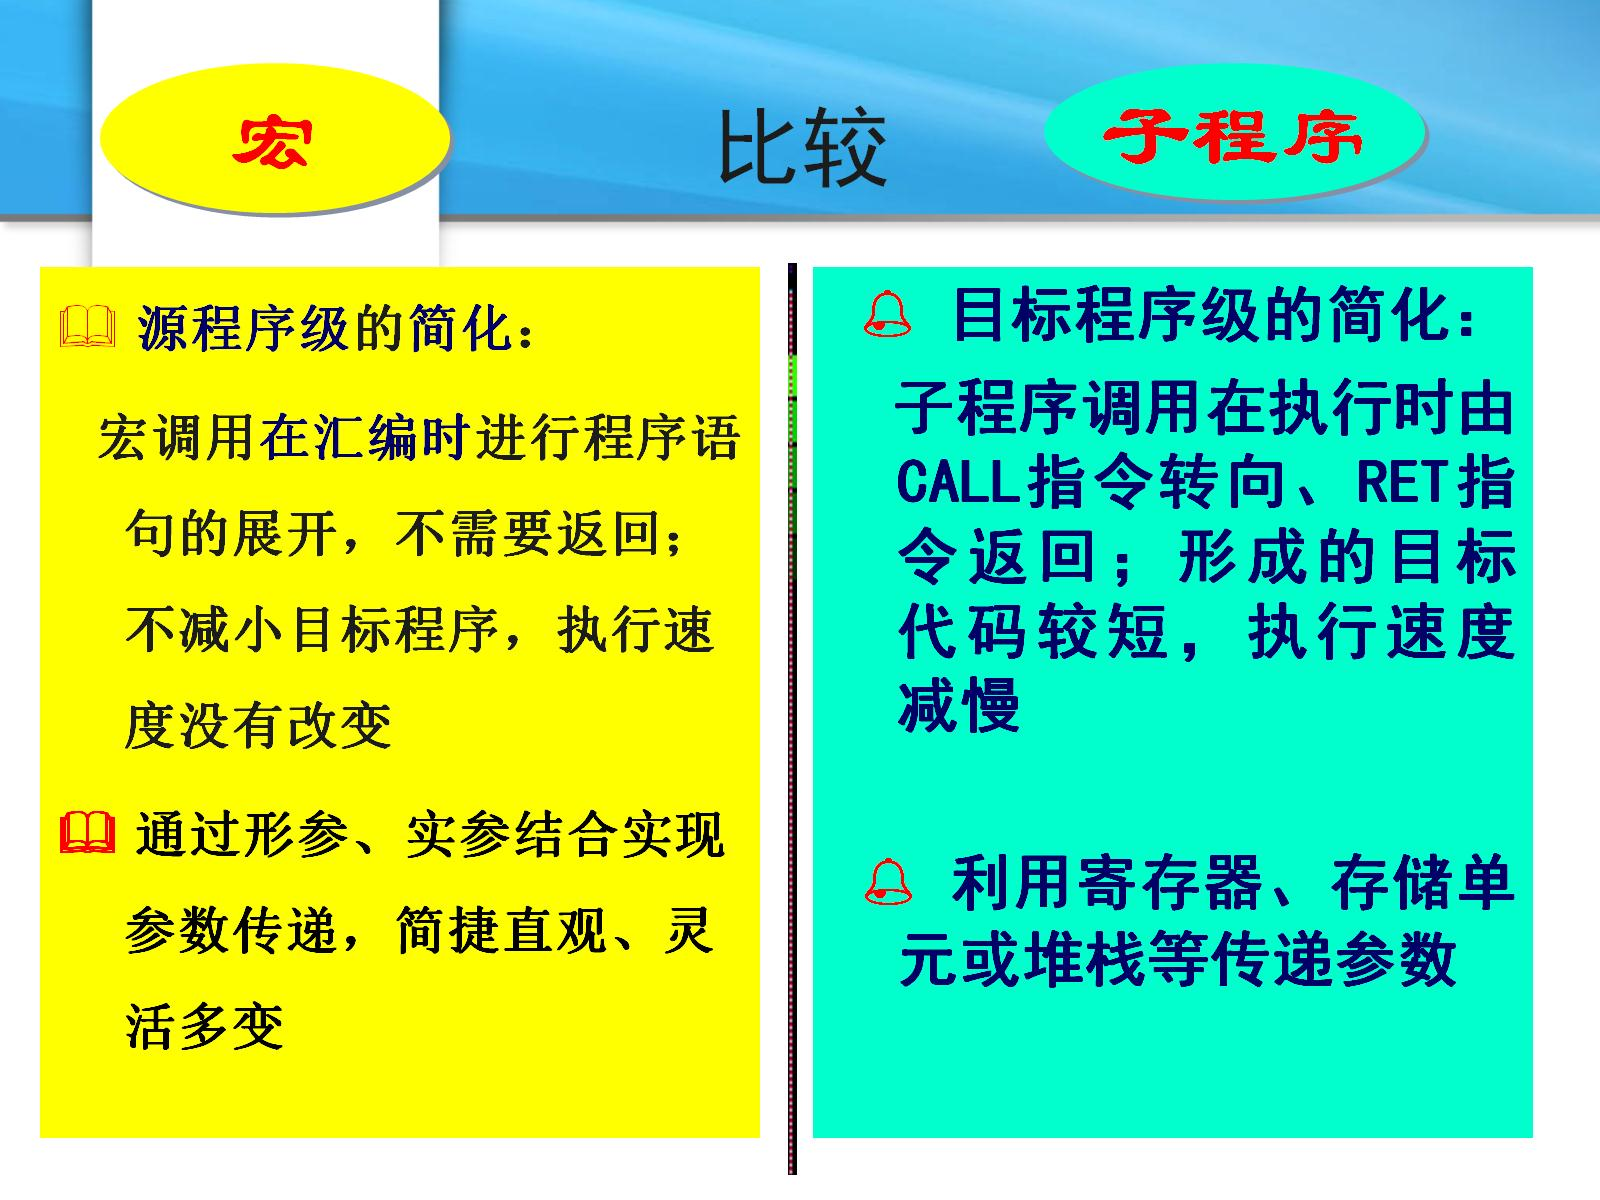 宏
比较
子程序
源程序级的简化：
宏调用在汇编时进行程序语
句的展开，不需要返回；
不减小目标程序，执行速
度没有改变
通过形参、实参结合实现
参数传递，简捷直观、灵
活多变
目标程序级的简化：
子程序调用在执行时由
CALL指令转向、RET指
令返回；形成的目标
代码较短，执行速度
减慢
利用寄存器、存储单
元或堆栈等传递参数